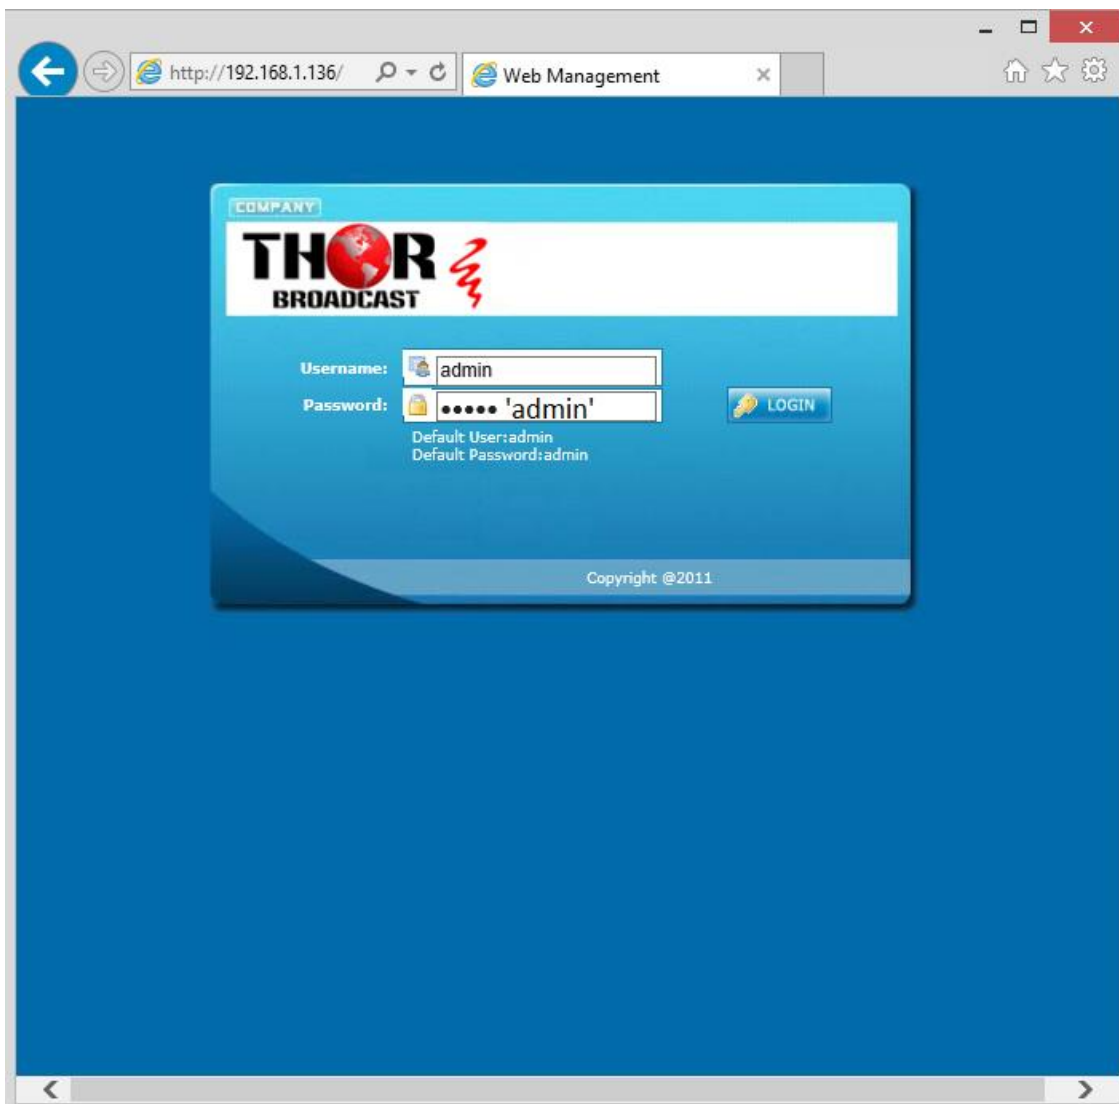 http://192.168.1.136/
Web Management
COMPANY
THOR
BROADCAST
Username: admin
Password: ••••• 'admin'
LOGIN
Default User:admin
Default Password:admin
Copyright @2011